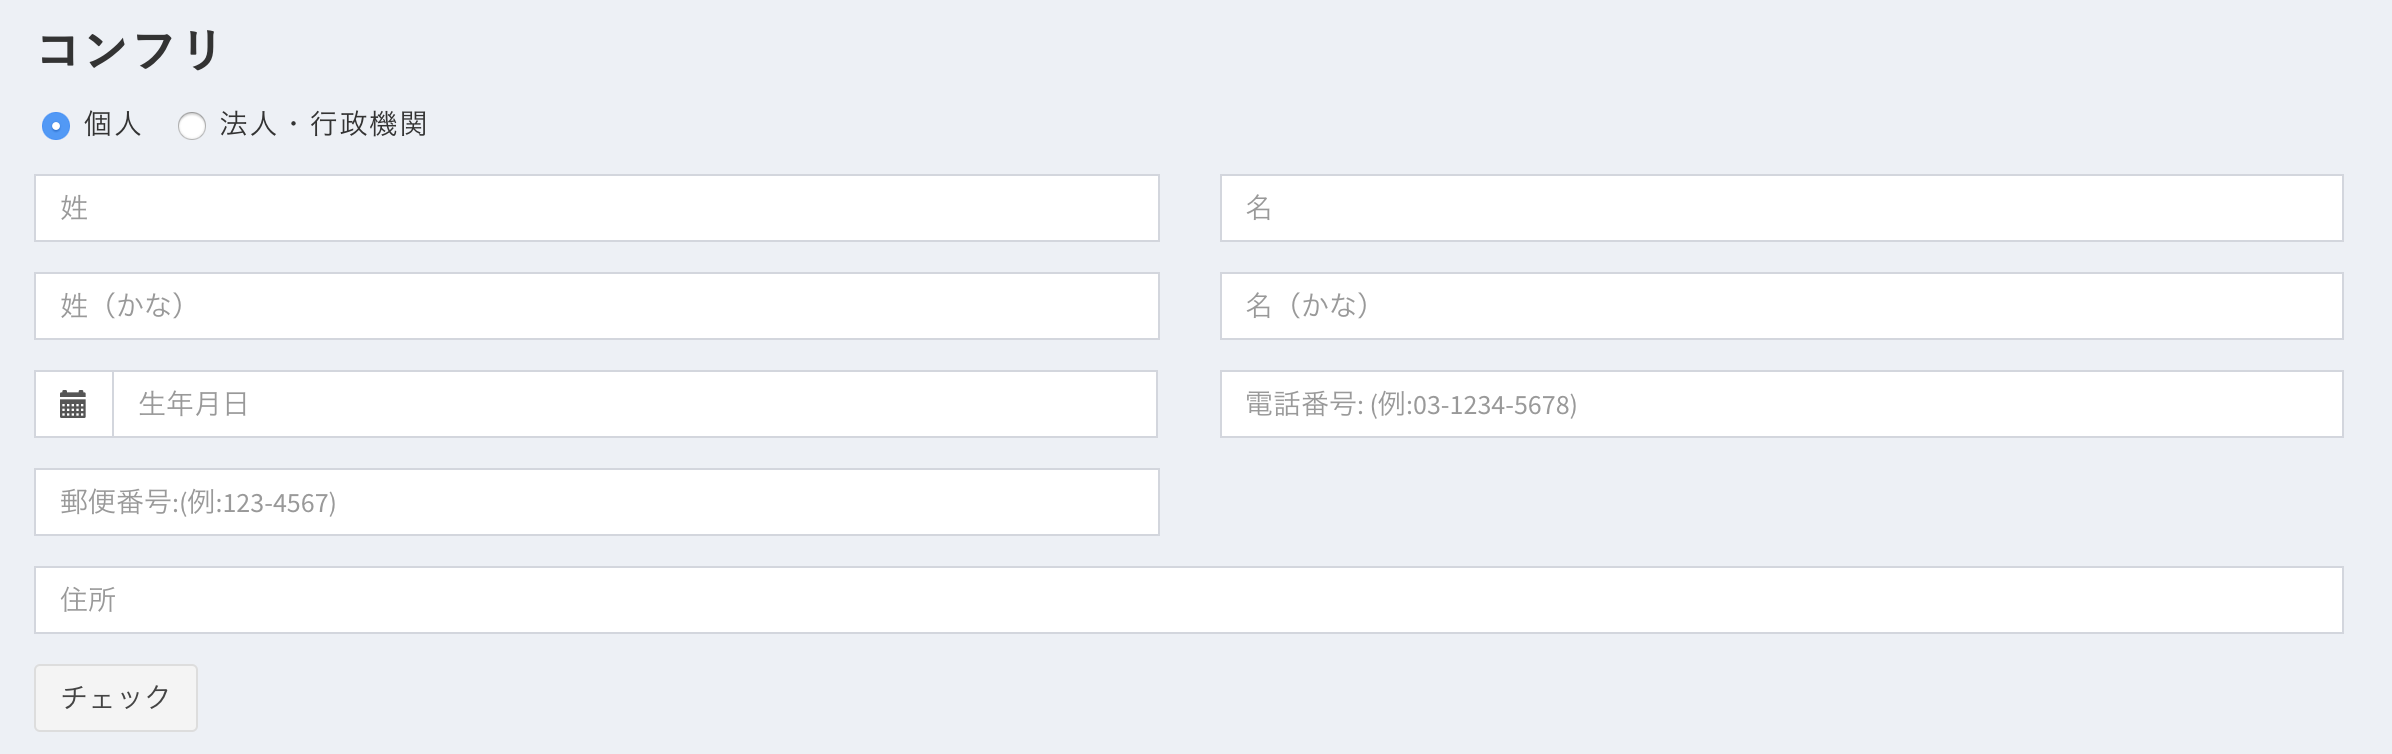 コンフリ
個人 法人・行政機関
姓 名
姓（かな） 名（かな）
生年月日 電話番号: (例:03-1234-5678)
郵便番号:(例:123-4567)
住所
チェック